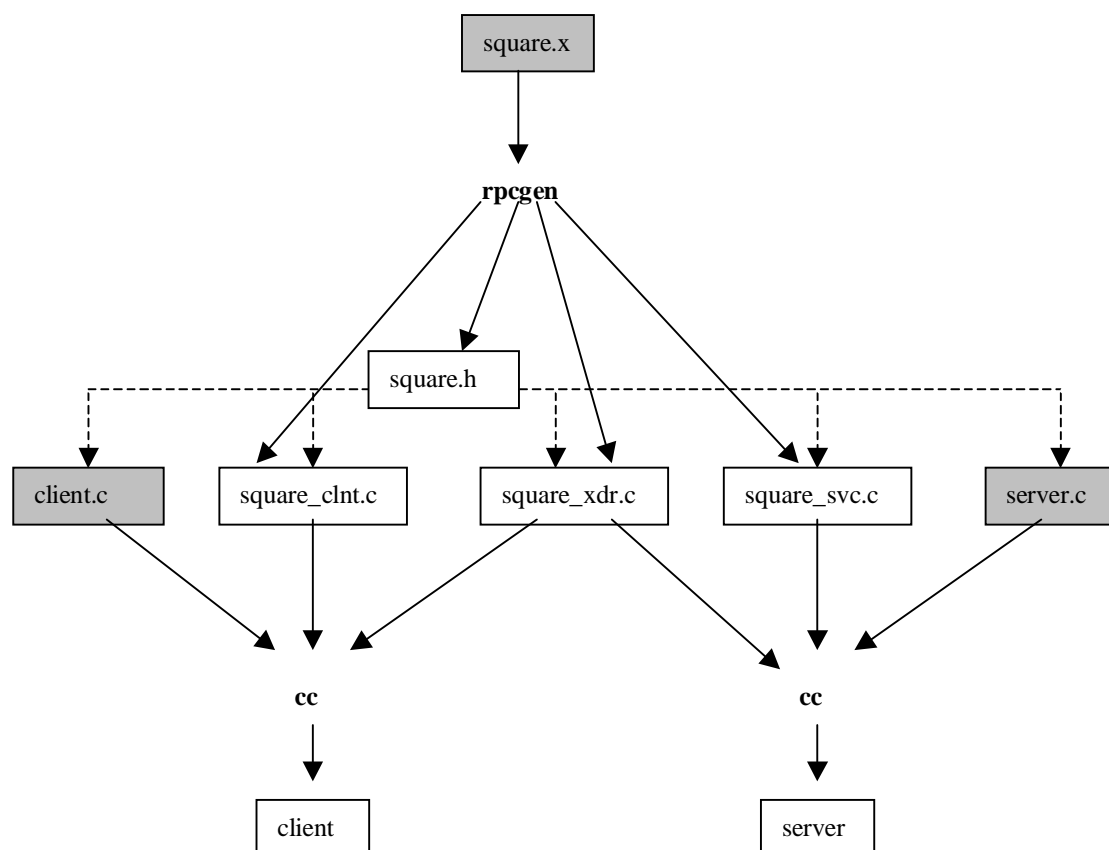 square.x
rpcgen
square.h
client.c
square_clnt.c
square_xdr.c
square_svc.c
server.c
cc
cc
client
server